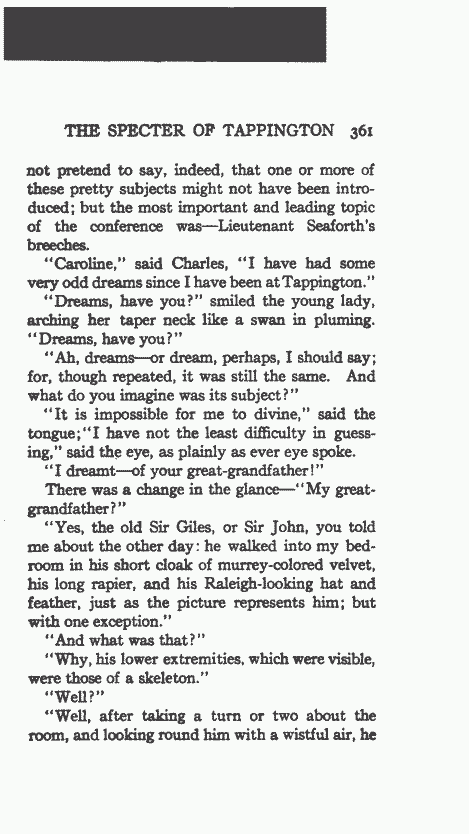 THE SPECTER OF TAPPINGTON 361
not pretend to say, indeed, that one or more of
these pretty subjects might not have been intro-
duced; but the most important and leading topic
of the conference was—Lieutenant Seaforth's
breeches.
"Caroline," said Charles, "I have had some
very odd dreams since I have been at Tappington."
"Dreams, have you?" smiled the young lady,
arching her taper neck like a swan in pluming.
"Dreams, have you?"
"Ah, dreams—or dream, perhaps, I should say;
for, though repeated, it was still the same. And
what do you imagine was its subject?"
"It is impossible for me to divine," said the
tongue;"I have not the least difficulty in guess-
ing," said the eye, as plainly as ever eye spoke.
"I dreamt—of your great-grandfather!"
There was a change in the glance—"My great-
grandfather?"
"Yes, the old Sir Giles, or Sir John, you told
me about the other day: he walked into my bed-
room in his short cloak of murrey-colored velvet,
his long rapier, and his Raleigh-looking hat and
feather, just as the picture represents him; but
with one exception."
"And what was that?"
"Why, his lower extremities, which were visible,
were those of a skeleton."
"Well?"
"Well, after taking a turn or two about the
room, and looking round him with a wistful air, he